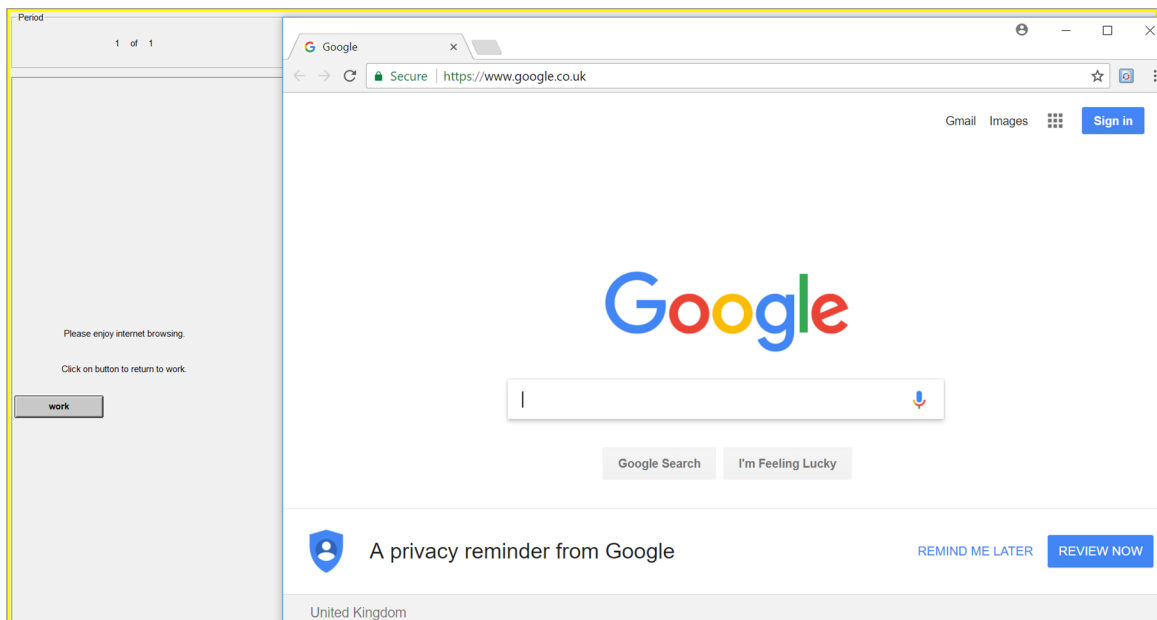 Period
1 of 1
Please enjoy internet browsing.
Click on button to return to work.
work
Google
Secure https://www.google.co.uk
Gmail Images Sign in
Google
Google Search I'm Feeling Lucky
A privacy reminder from Google REMIND ME LATER REVIEW NOW
United Kingdom